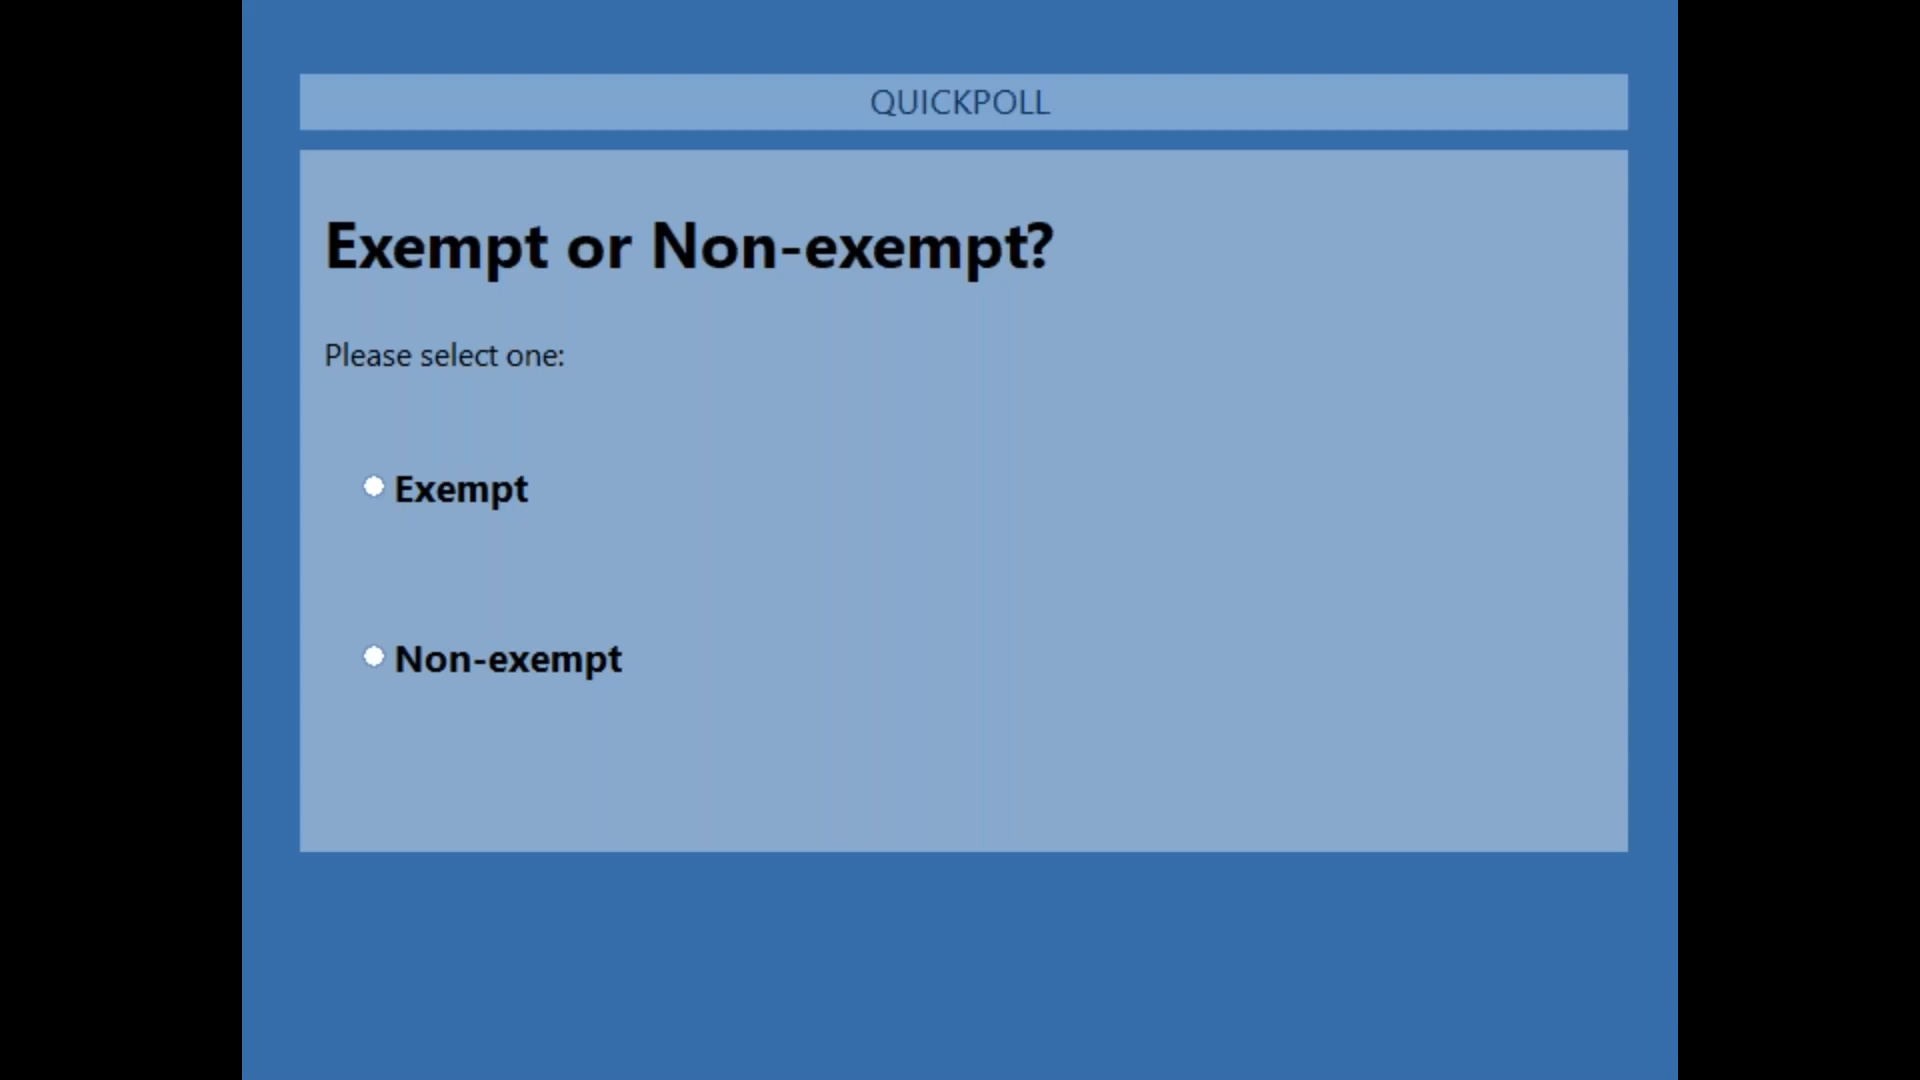 QUICKPOLL
Exempt or Non-exempt?
Please select one:
Exempt
Non-exempt